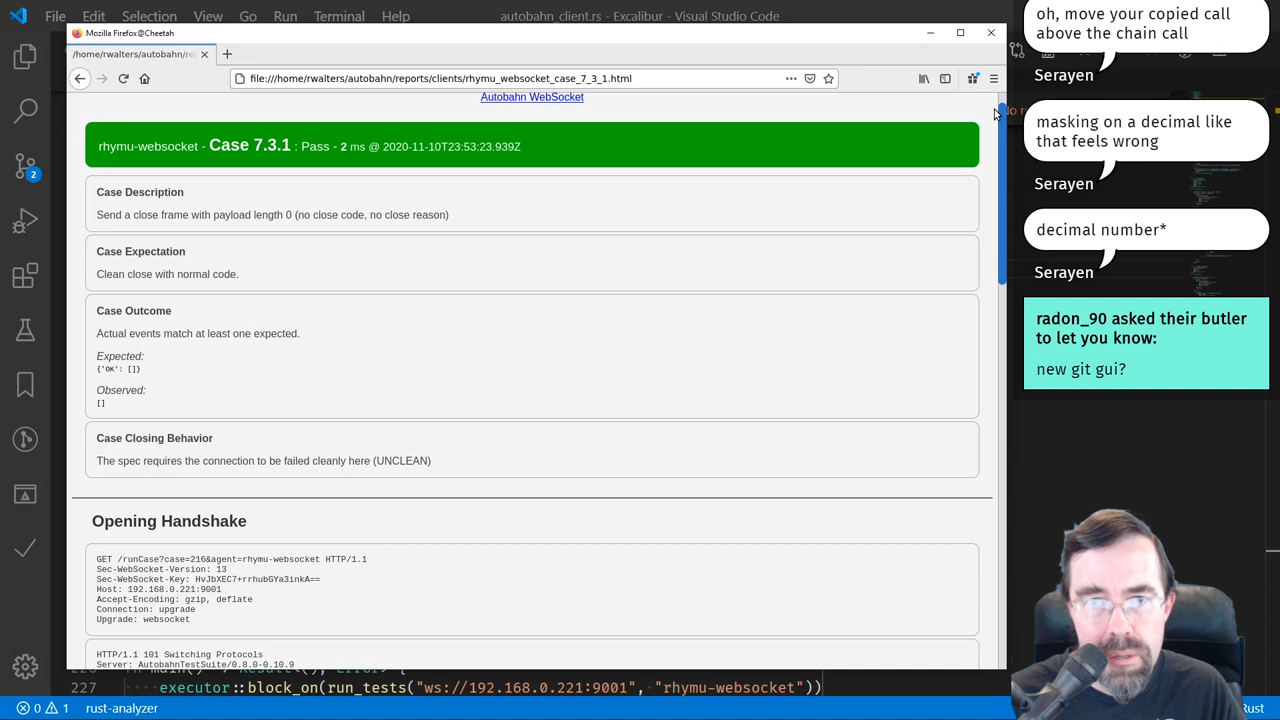 File Edit View Go Run Terminal Help autobahn_client.rs - Excalibur - Visual Studio Code
Mozilla Firefox@Cheetah
/home/rwalters/autobahn/re
file:///home/rwalters/autobahn/reports/clients/rhymu_websocket_case_7_3_1.html
Autobahn WebSocket
rhymu-websocket - Case 7.3.1 : Pass - 2 ms @ 2020-11-10T23:53:23.939Z
Case Description
Send a close frame with payload length 0 (no close code, no close reason)
Case Expectation
Clean close with normal code.
Case Outcome
Actual events match at least one expected.
Expected:
{'OK': []}
Observed:
[]
Case Closing Behavior
The spec requires the connection to be failed cleanly here (UNCLEAN)
Opening Handshake
GET /runCase?case=216&agent=rhymu-websocket HTTP/1.1
Sec-WebSocket-Version: 13
Sec-WebSocket-Key: HvJbXEC7+rrhubGYa3inkA==
Host: 192.168.0.221:9001
Accept-Encoding: gzip, deflate
Connection: upgrade
Upgrade: websocket
HTTP/1.1 101 Switching Protocols
Server: AutobahnTestSuite/0.8.0-0.10.9
227 executor::block_on(run_tests("ws://192.168.0.221:9001", "rhymu-websocket"))
2
0 1 rust-analyzer
Rust
oh, move your copied call
above the chain call
Serayen
masking on a decimal like
that feels wrong
Serayen
decimal number*
Serayen
radon_90 asked their butler
to let you know:
new git gui?